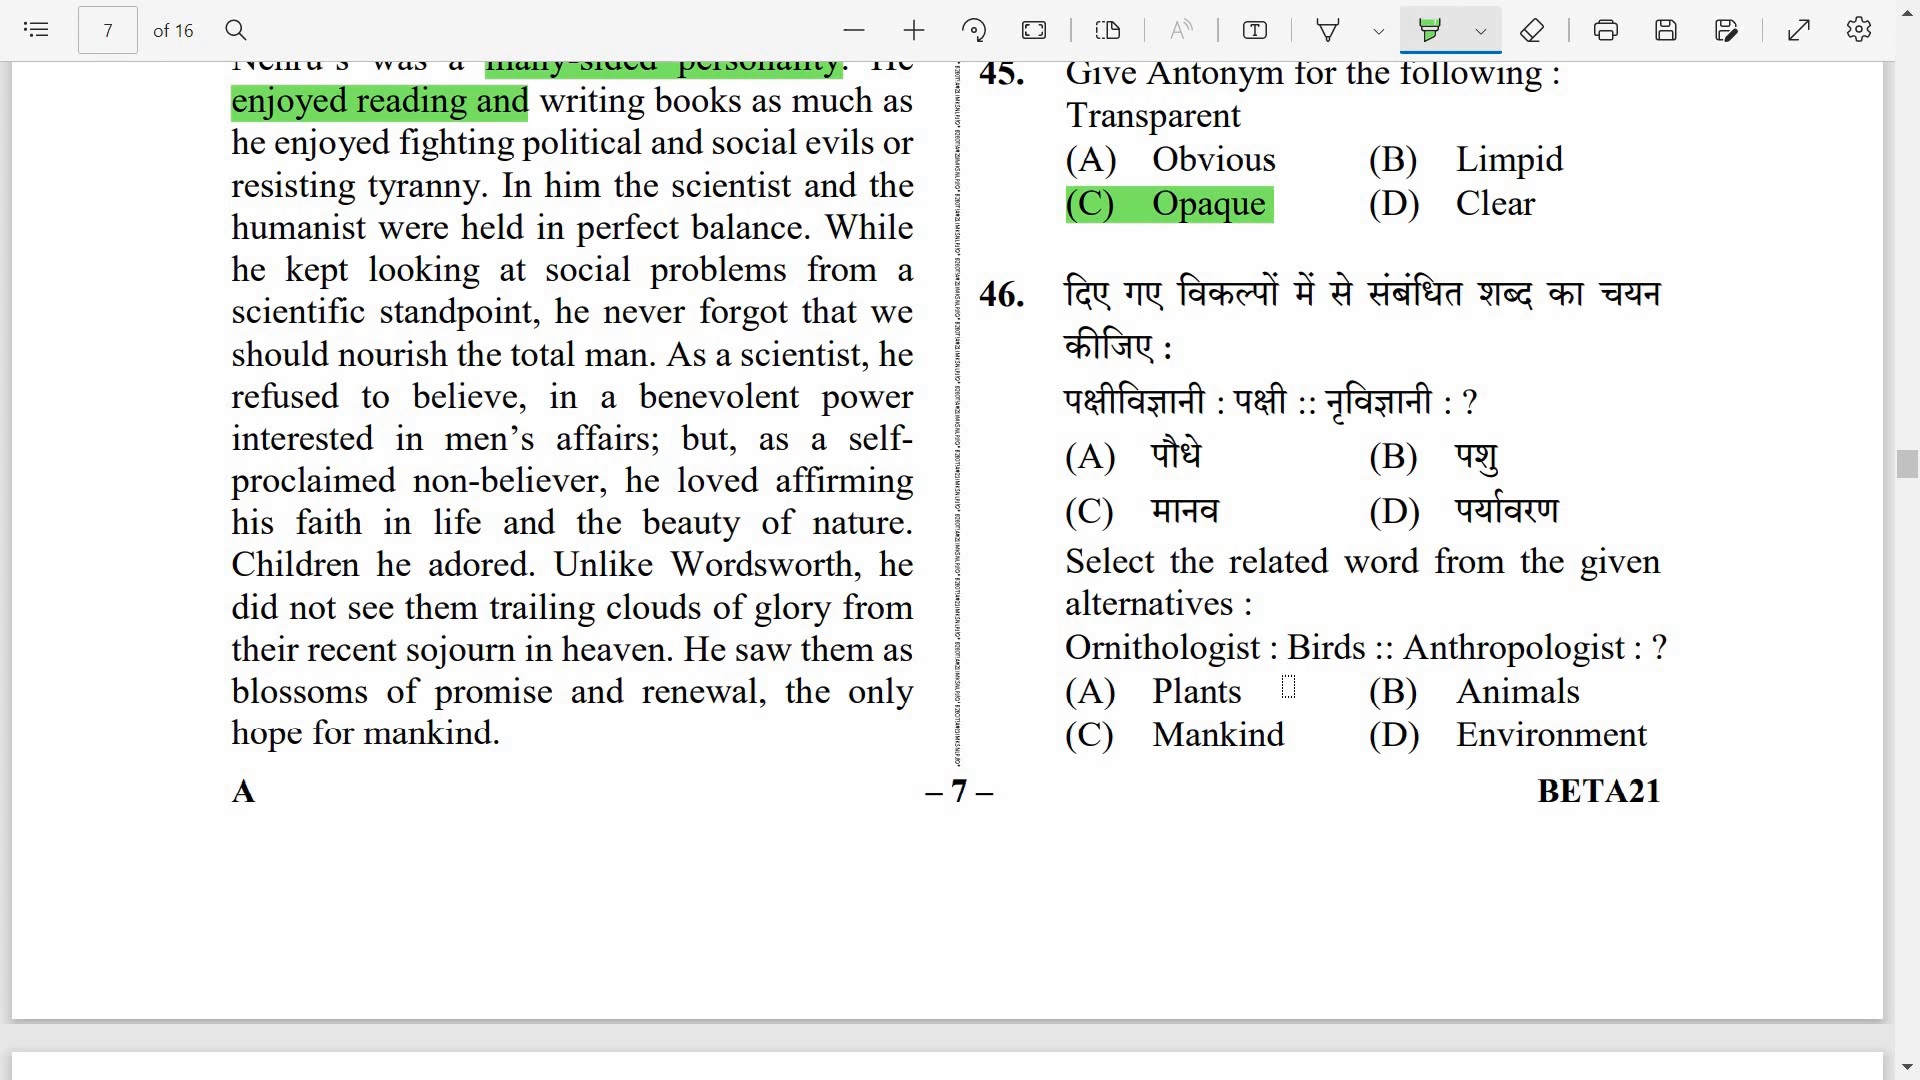 7 of 16
Nehru's was a many-sided personality. He
enjoyed reading and writing books as much as
he enjoyed fighting political and social evils or
resisting tyranny. In him the scientist and the
humanist were held in perfect balance. While
he kept looking at social problems from a
scientific standpoint, he never forgot that we
should nourish the total man. As a scientist, he
refused to believe, in a benevolent power
interested in men’s affairs; but, as a self-
proclaimed non-believer, he loved affirming
his faith in life and the beauty of nature.
Children he adored. Unlike Wordsworth, he
did not see them trailing clouds of glory from
their recent sojourn in heaven. He saw them as
blossoms of promise and renewal, the only
hope for mankind.
45. Give Antonym for the following :
Transparent
(A) Obvious (B) Limpid
(C) Opaque (D) Clear
46. दिए गए विकल्पों में से संबंधित शब्द का चयन
कीजिए :
पक्षीविज्ञानी : पक्षी :: नृविज्ञानी : ?
(A) पौधे (B) पशु
(C) मानव (D) पर्यावरण
Select the related word from the given
alternatives :
Ornithologist : Birds :: Anthropologist : ?
(A) Plants (B) Animals
(C) Mankind (D) Environment
A – 7 – BETA21